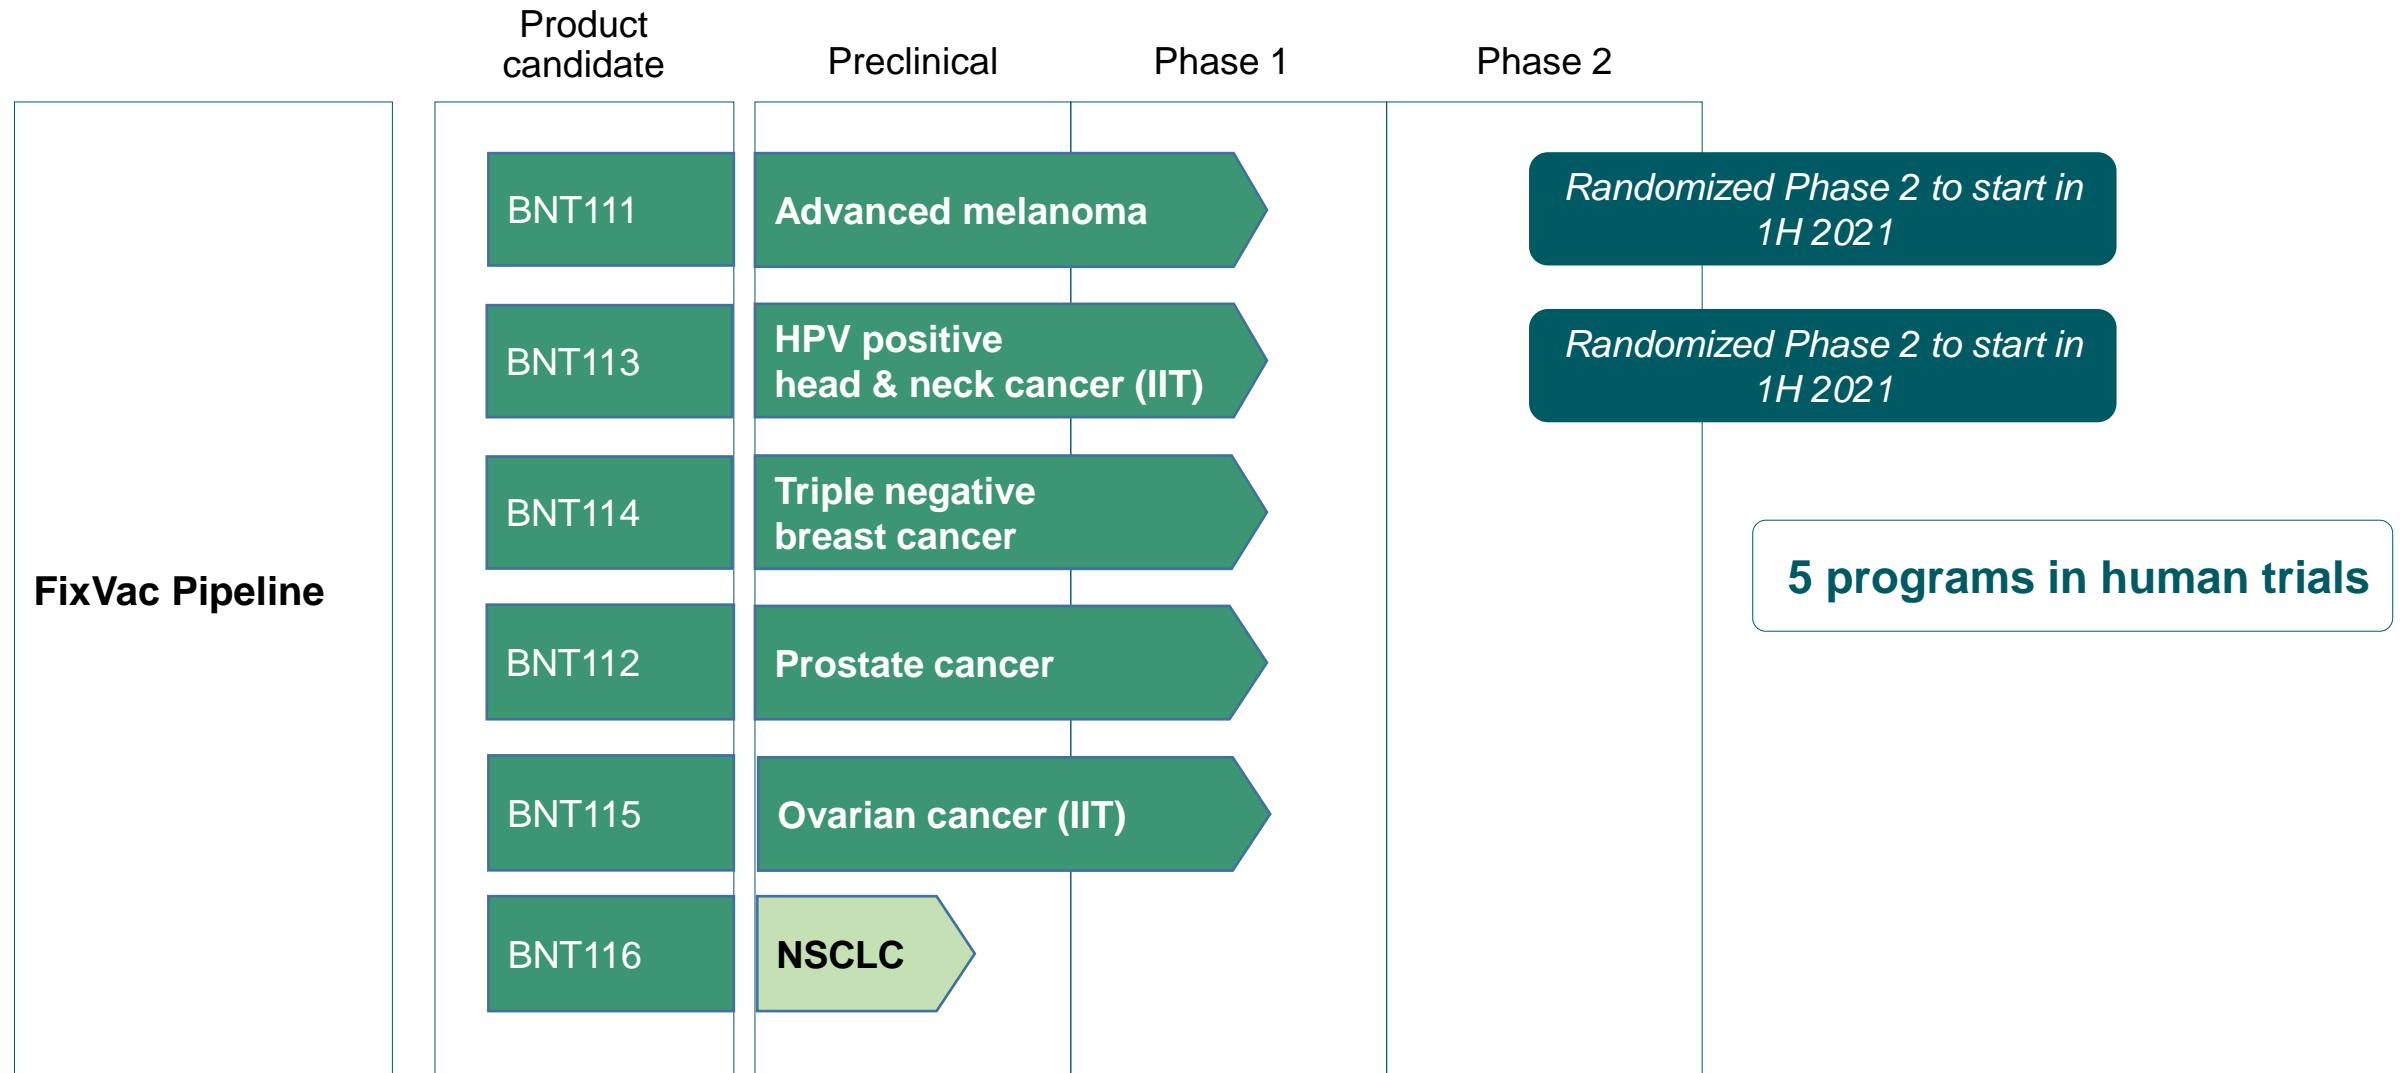 Product
candidate
Preclinical
Phase 1
Phase 2
FixVac Pipeline
BNT111
Advanced melanoma
Randomized Phase 2 to start in
1H 2021
BNT113
HPV positive
head & neck cancer (IIT)
Randomized Phase 2 to start in
1H 2021
BNT114
Triple negative
breast cancer
5 programs in human trials
BNT112
Prostate cancer
BNT115
Ovarian cancer (IIT)
BNT116
NSCLC